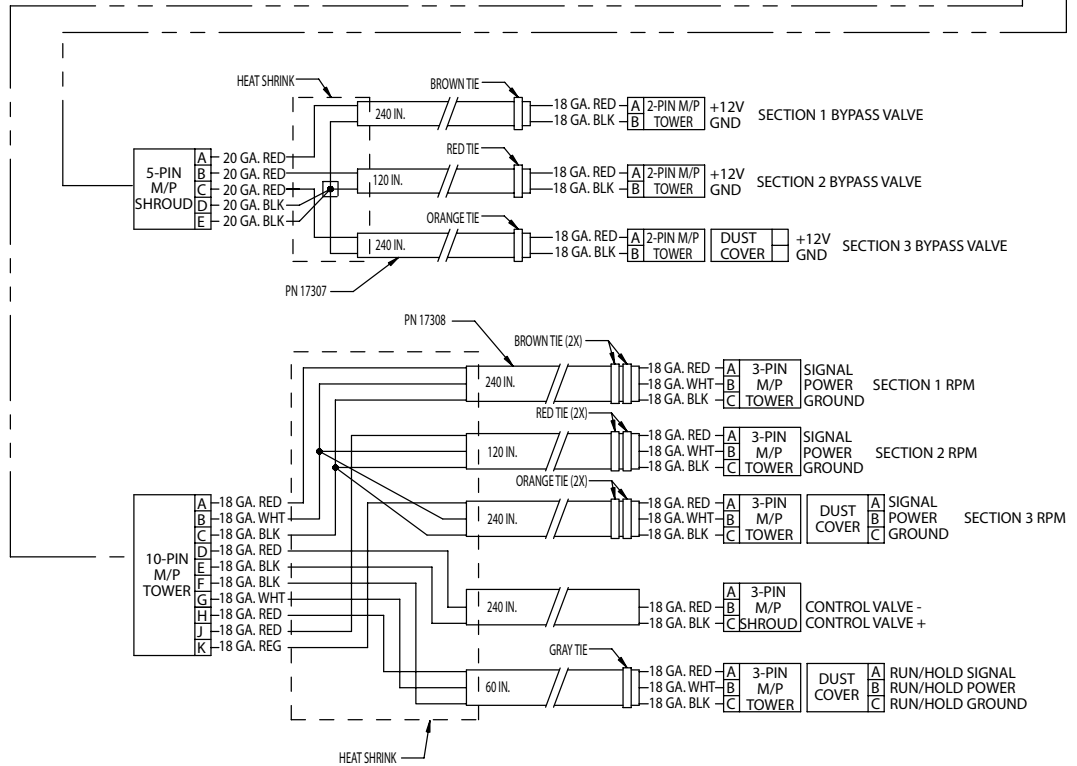 HEAT SHRINK
BROWN TIE
240 IN.
18 GA. RED A 2-PIN M/P +12V
18 GA. BLK B TOWER GND
SECTION 1 BYPASS VALVE
RED TIE
120 IN.
18 GA. RED A 2-PIN M/P +12V
18 GA. BLK B TOWER GND
SECTION 2 BYPASS VALVE
ORANGE TIE
240 IN.
18 GA. RED A 2-PIN M/P DUST +12V
18 GA. BLK B TOWER COVER GND
SECTION 3 BYPASS VALVE
5-PIN
M/P
SHROUD
A 20 GA. RED
B 20 GA. RED
C 20 GA. RED
D 20 GA. BLK
E 20 GA. BLK
PN 17307
PN 17308
BROWN TIE (2X)
240 IN.
18 GA. RED A 3-PIN SIGNAL
18 GA. WHT B M/P POWER
18 GA. BLK C TOWER GROUND
SECTION 1 RPM
RED TIE (2X)
120 IN.
18 GA. RED A 3-PIN SIGNAL
18 GA. WHT B M/P POWER
18 GA. BLK C TOWER GROUND
SECTION 2 RPM
ORANGE TIE (2X)
240 IN.
18 GA. RED A 3-PIN A SIGNAL
18 GA. WHT B M/P DUST COVER B POWER
18 GA. BLK C TOWER C GROUND
SECTION 3 RPM
10-PIN
M/P
TOWER
A 18 GA. RED
B 18 GA. WHT
C 18 GA. BLK
D 18 GA. RED
E 18 GA. BLK
F 18 GA. BLK
G 18 GA. WHT
H 18 GA. RED
J 18 GA. RED
K 18 GA. REG
240 IN.
A 3-PIN
18 GA. RED B M/P CONTROL VALVE -
18 GA. BLK C SHROUD CONTROL VALVE +
GRAY TIE
60 IN.
18 GA. RED A 3-PIN A RUN/HOLD SIGNAL
18 GA. WHT B M/P DUST COVER B RUN/HOLD POWER
18 GA. BLK C TOWER C RUN/HOLD GROUND
HEAT SHRINK